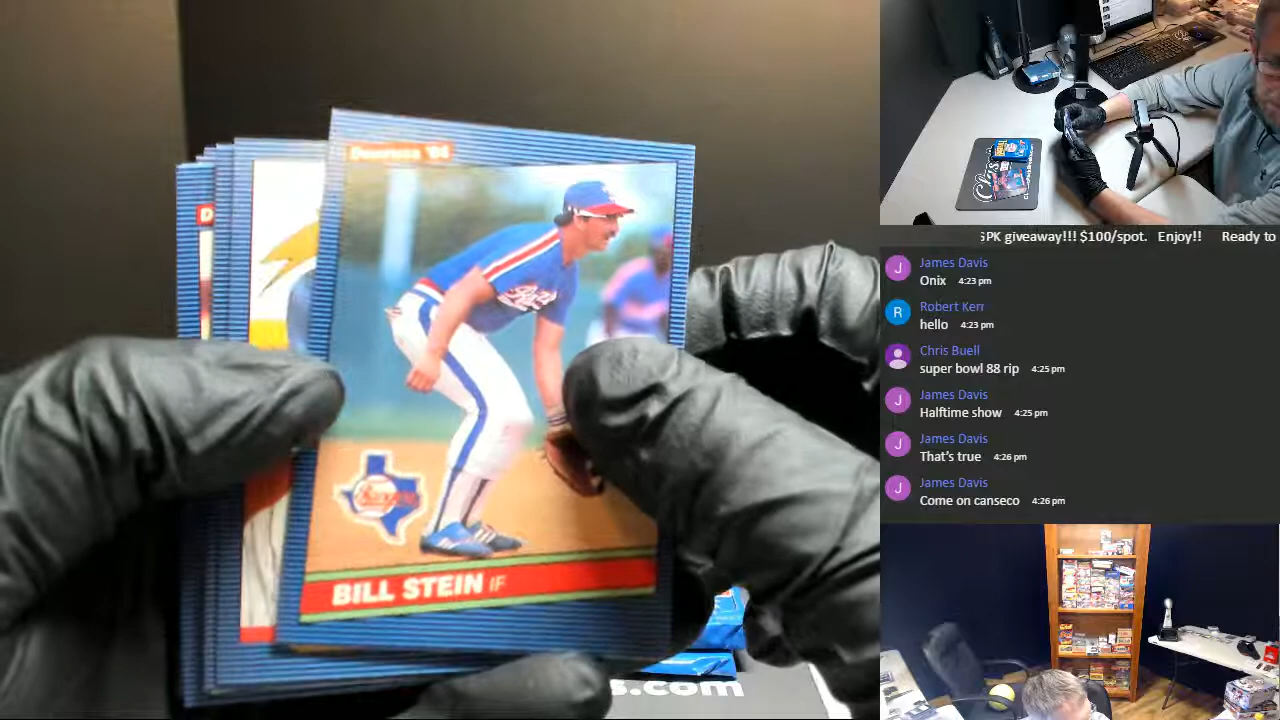 Donruss '86
D
BILL STEIN IF
s.com
GPK giveaway!!! $100/spot. Enjoy!! Ready to
James Davis
Onix 4:23 pm
Robert Kerr
hello 4:23 pm
Chris Buell
super bowl 88 rip 4:25 pm
James Davis
Halftime show 4:25 pm
James Davis
That's true 4:26 pm
James Davis
Come on canseco 4:26 pm